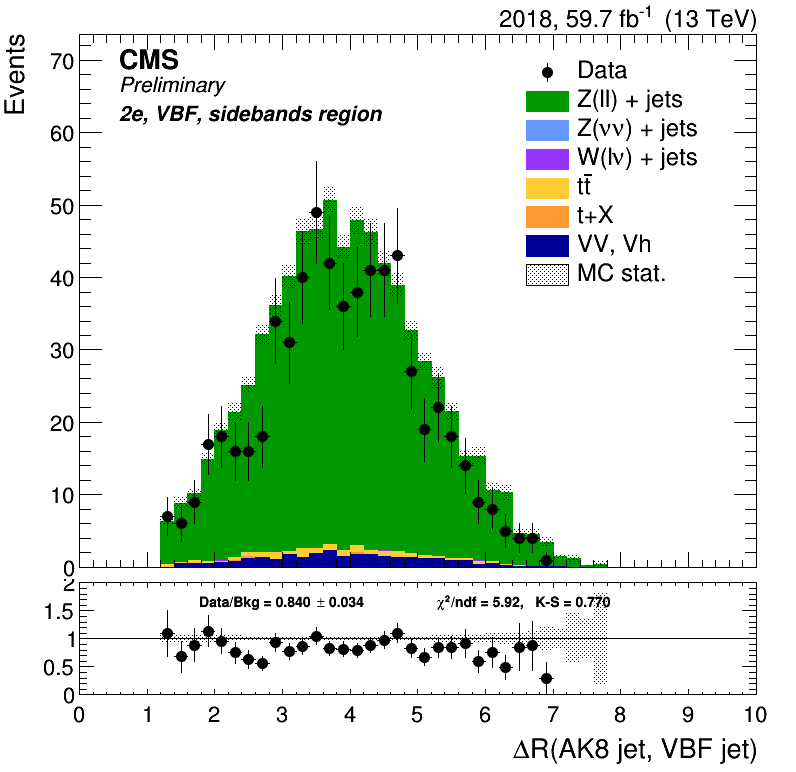 2018, 59.7 fb⁻¹ (13 TeV)
Events
CMS
Preliminary
2e, VBF, sidebands region
Data
Z(ll) + jets
Z(νν) + jets
W(lν) + jets
tt̄
t+X
VV, Vh
MC stat.
70
60
50
40
30
20
10
0
Data/Bkg = 0.840 ± 0.034
χ²/ndf = 5.92, K-S = 0.770
2
1.5
1
0.5
0
0 1 2 3 4 5 6 7 8 9 10
ΔR(AK8 jet, VBF jet)